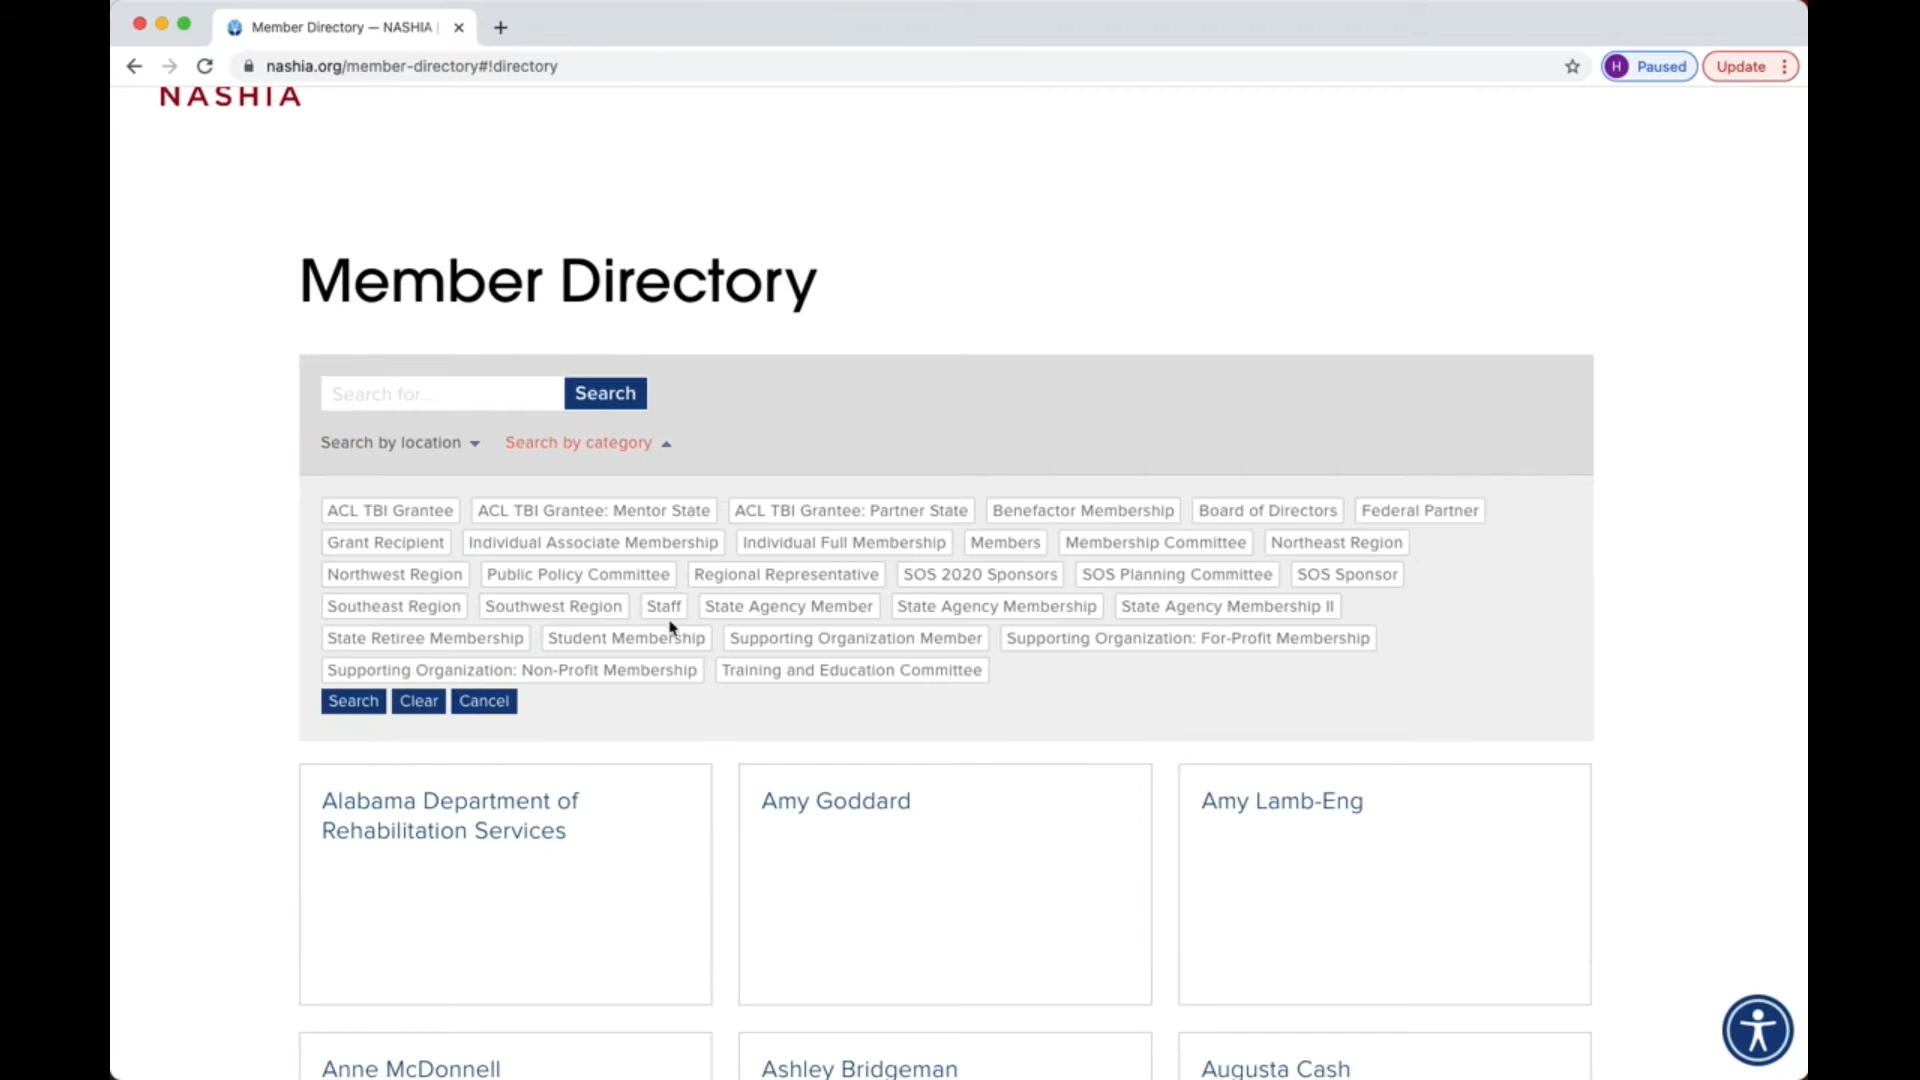 Member Directory — NASHIA |
nashia.org/member-directory#!directory
H Paused Update
NASHIA
Member Directory
Search for... Search
Search by location Search by category
ACL TBI Grantee ACL TBI Grantee: Mentor State ACL TBI Grantee: Partner State Benefactor Membership Board of Directors Federal Partner
Grant Recipient Individual Associate Membership Individual Full Membership Members Membership Committee Northeast Region
Northwest Region Public Policy Committee Regional Representative SOS 2020 Sponsors SOS Planning Committee SOS Sponsor
Southeast Region Southwest Region Staff State Agency Member State Agency Membership State Agency Membership II
State Retiree Membership Student Membership Supporting Organization Member Supporting Organization: For-Profit Membership
Supporting Organization: Non-Profit Membership Training and Education Committee
Search Clear Cancel
Alabama Department of
Rehabilitation Services
Amy Goddard
Amy Lamb-Eng
Anne McDonnell
Ashley Bridgeman
Augusta Cash